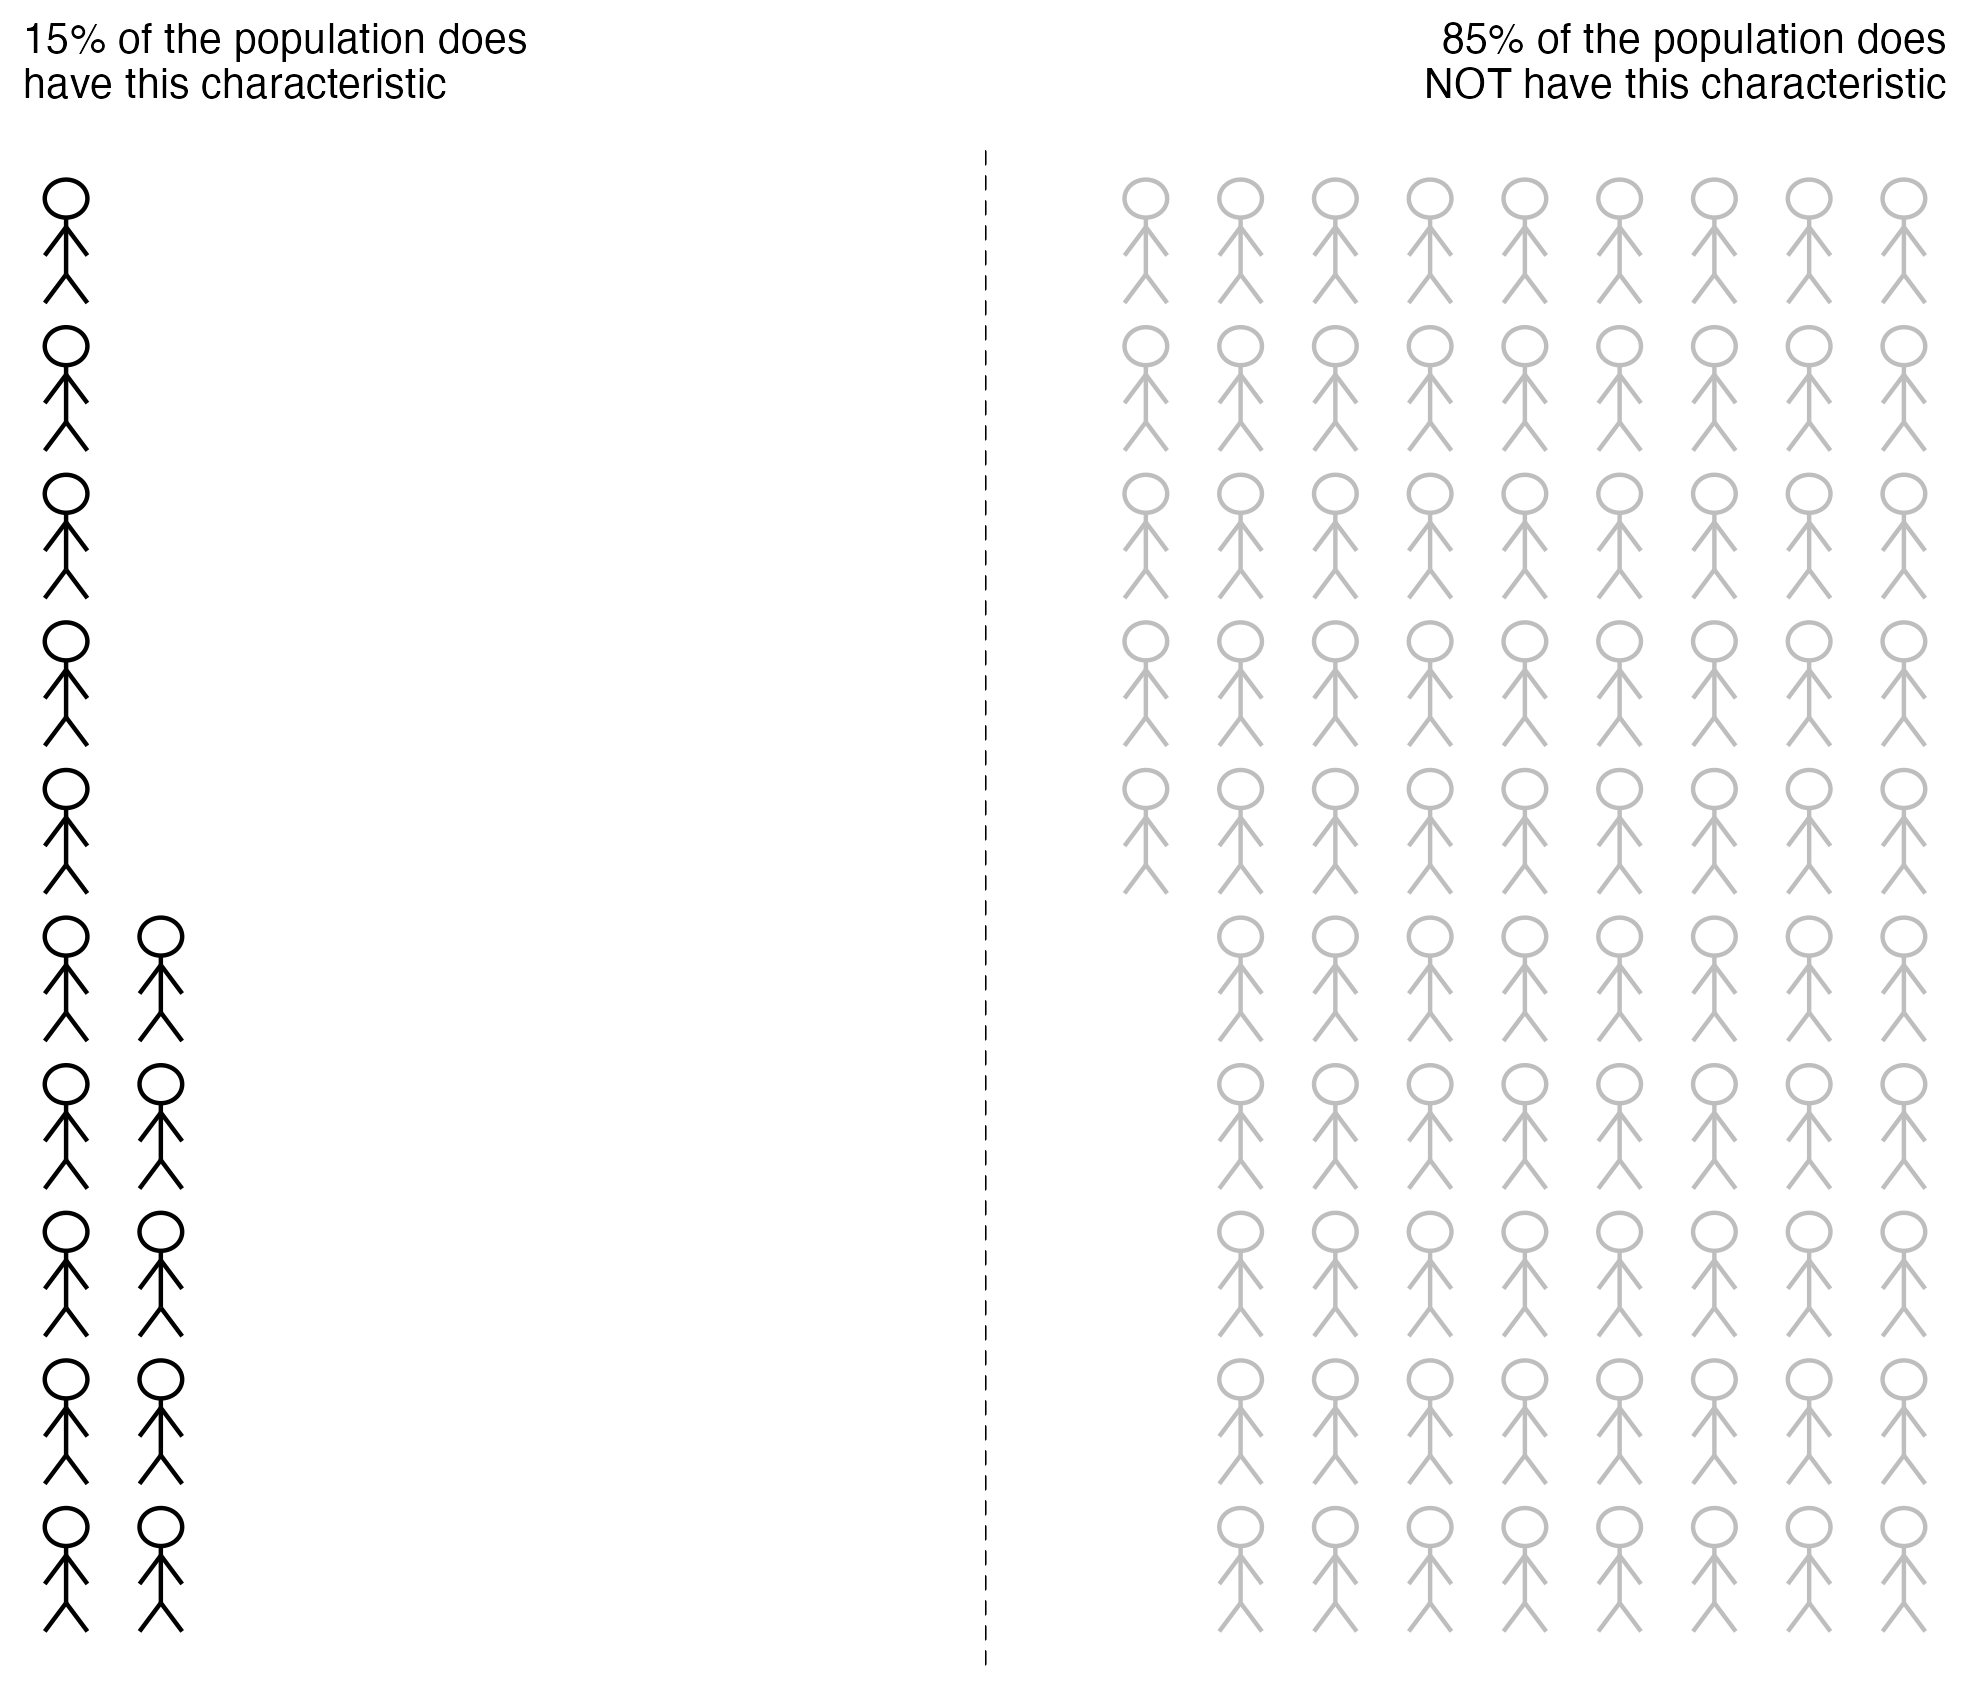 15% of the population does
have this characteristic
85% of the population does
NOT have this characteristic